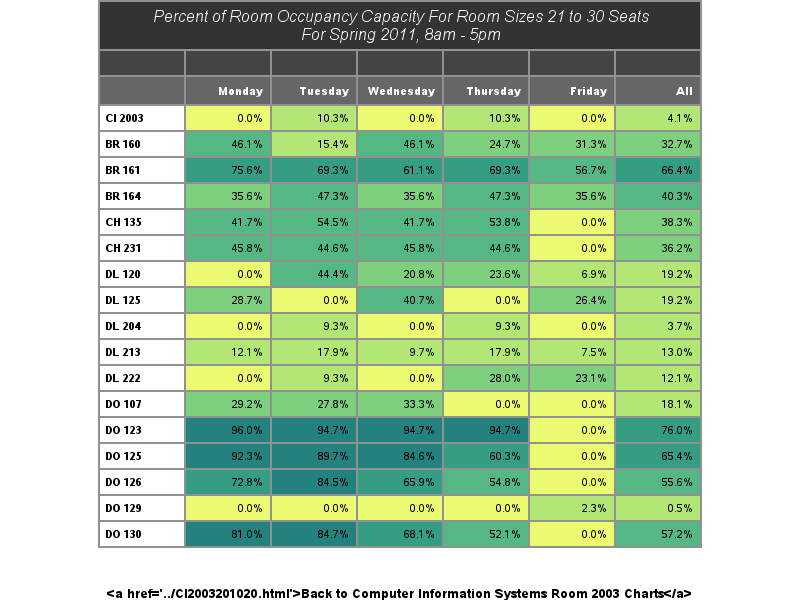 Percent of Room Occupancy Capacity For Room Sizes 21 to 30 Seats
For Spring 2011, 8am - 5pm
Monday Tuesday Wednesday Thursday Friday All
CI 2003 0.0% 10.3% 0.0% 10.3% 0.0% 4.1%
BR 160 46.1% 15.4% 46.1% 24.7% 31.3% 32.7%
BR 161 75.6% 69.3% 61.1% 69.3% 56.7% 66.4%
BR 164 35.6% 47.3% 35.6% 47.3% 35.6% 40.3%
CH 135 41.7% 54.5% 41.7% 53.8% 0.0% 38.3%
CH 231 45.8% 44.6% 45.8% 44.6% 0.0% 36.2%
DL 120 0.0% 44.4% 20.8% 23.6% 6.9% 19.2%
DL 125 28.7% 0.0% 40.7% 0.0% 26.4% 19.2%
DL 204 0.0% 9.3% 0.0% 9.3% 0.0% 3.7%
DL 213 12.1% 17.9% 9.7% 17.9% 7.5% 13.0%
DL 222 0.0% 9.3% 0.0% 28.0% 23.1% 12.1%
DO 107 29.2% 27.8% 33.3% 0.0% 0.0% 18.1%
DO 123 96.0% 94.7% 94.7% 94.7% 0.0% 76.0%
DO 125 92.3% 89.7% 84.6% 60.3% 0.0% 65.4%
DO 126 72.8% 84.5% 65.9% 54.8% 0.0% 55.6%
DO 129 0.0% 0.0% 0.0% 0.0% 2.3% 0.5%
DO 130 81.0% 84.7% 68.1% 52.1% 0.0% 57.2%
<a href='../CI2003201020.html'>Back to Computer Information Systems Room 2003 Charts</a>